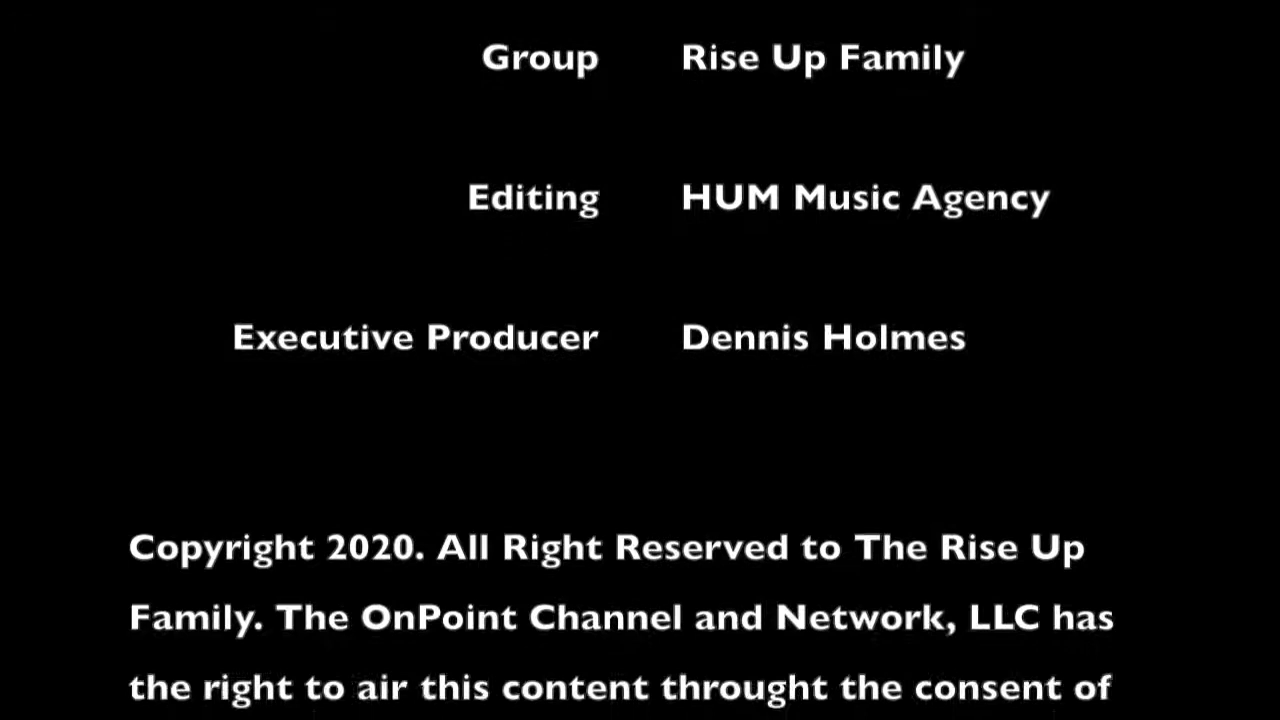 Group Rise Up Family
Editing HUM Music Agency
Executive Producer Dennis Holmes
Copyright 2020. All Right Reserved to The Rise Up
Family. The OnPoint Channel and Network, LLC has
the right to air this content throught the consent of